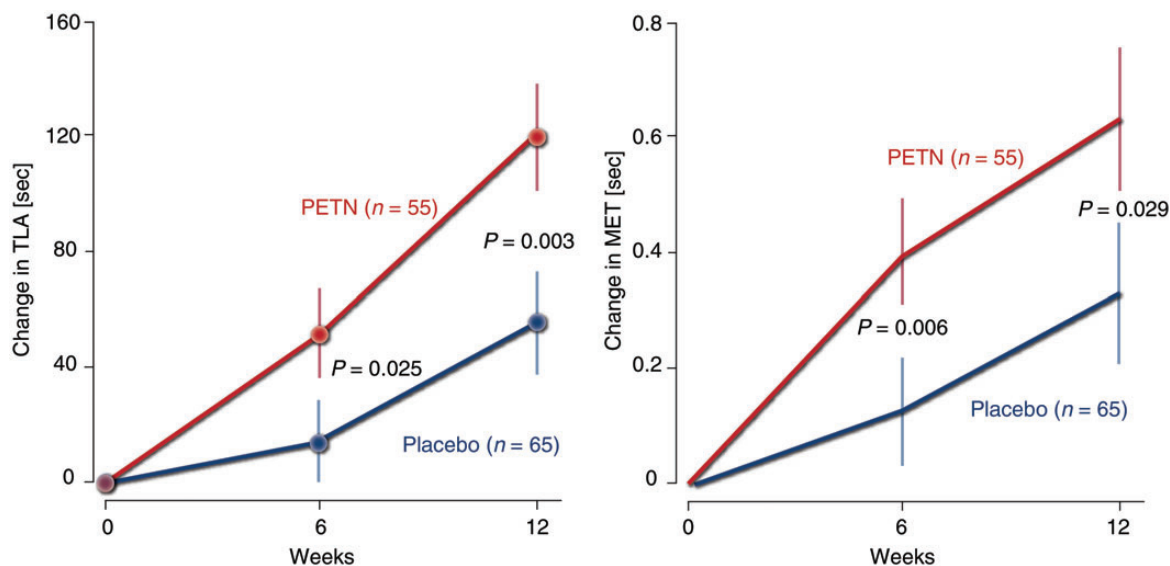 Change in TLA [sec]
160
120
80
40
0
PETN (n = 55)
P = 0.003
P = 0.025
Placebo (n = 65)
0 6 12
Weeks
Change in MET [sec]
0.8
0.6
0.4
0.2
0
PETN (n = 55)
P = 0.029
P = 0.006
Placebo (n = 65)
0 6 12
Weeks